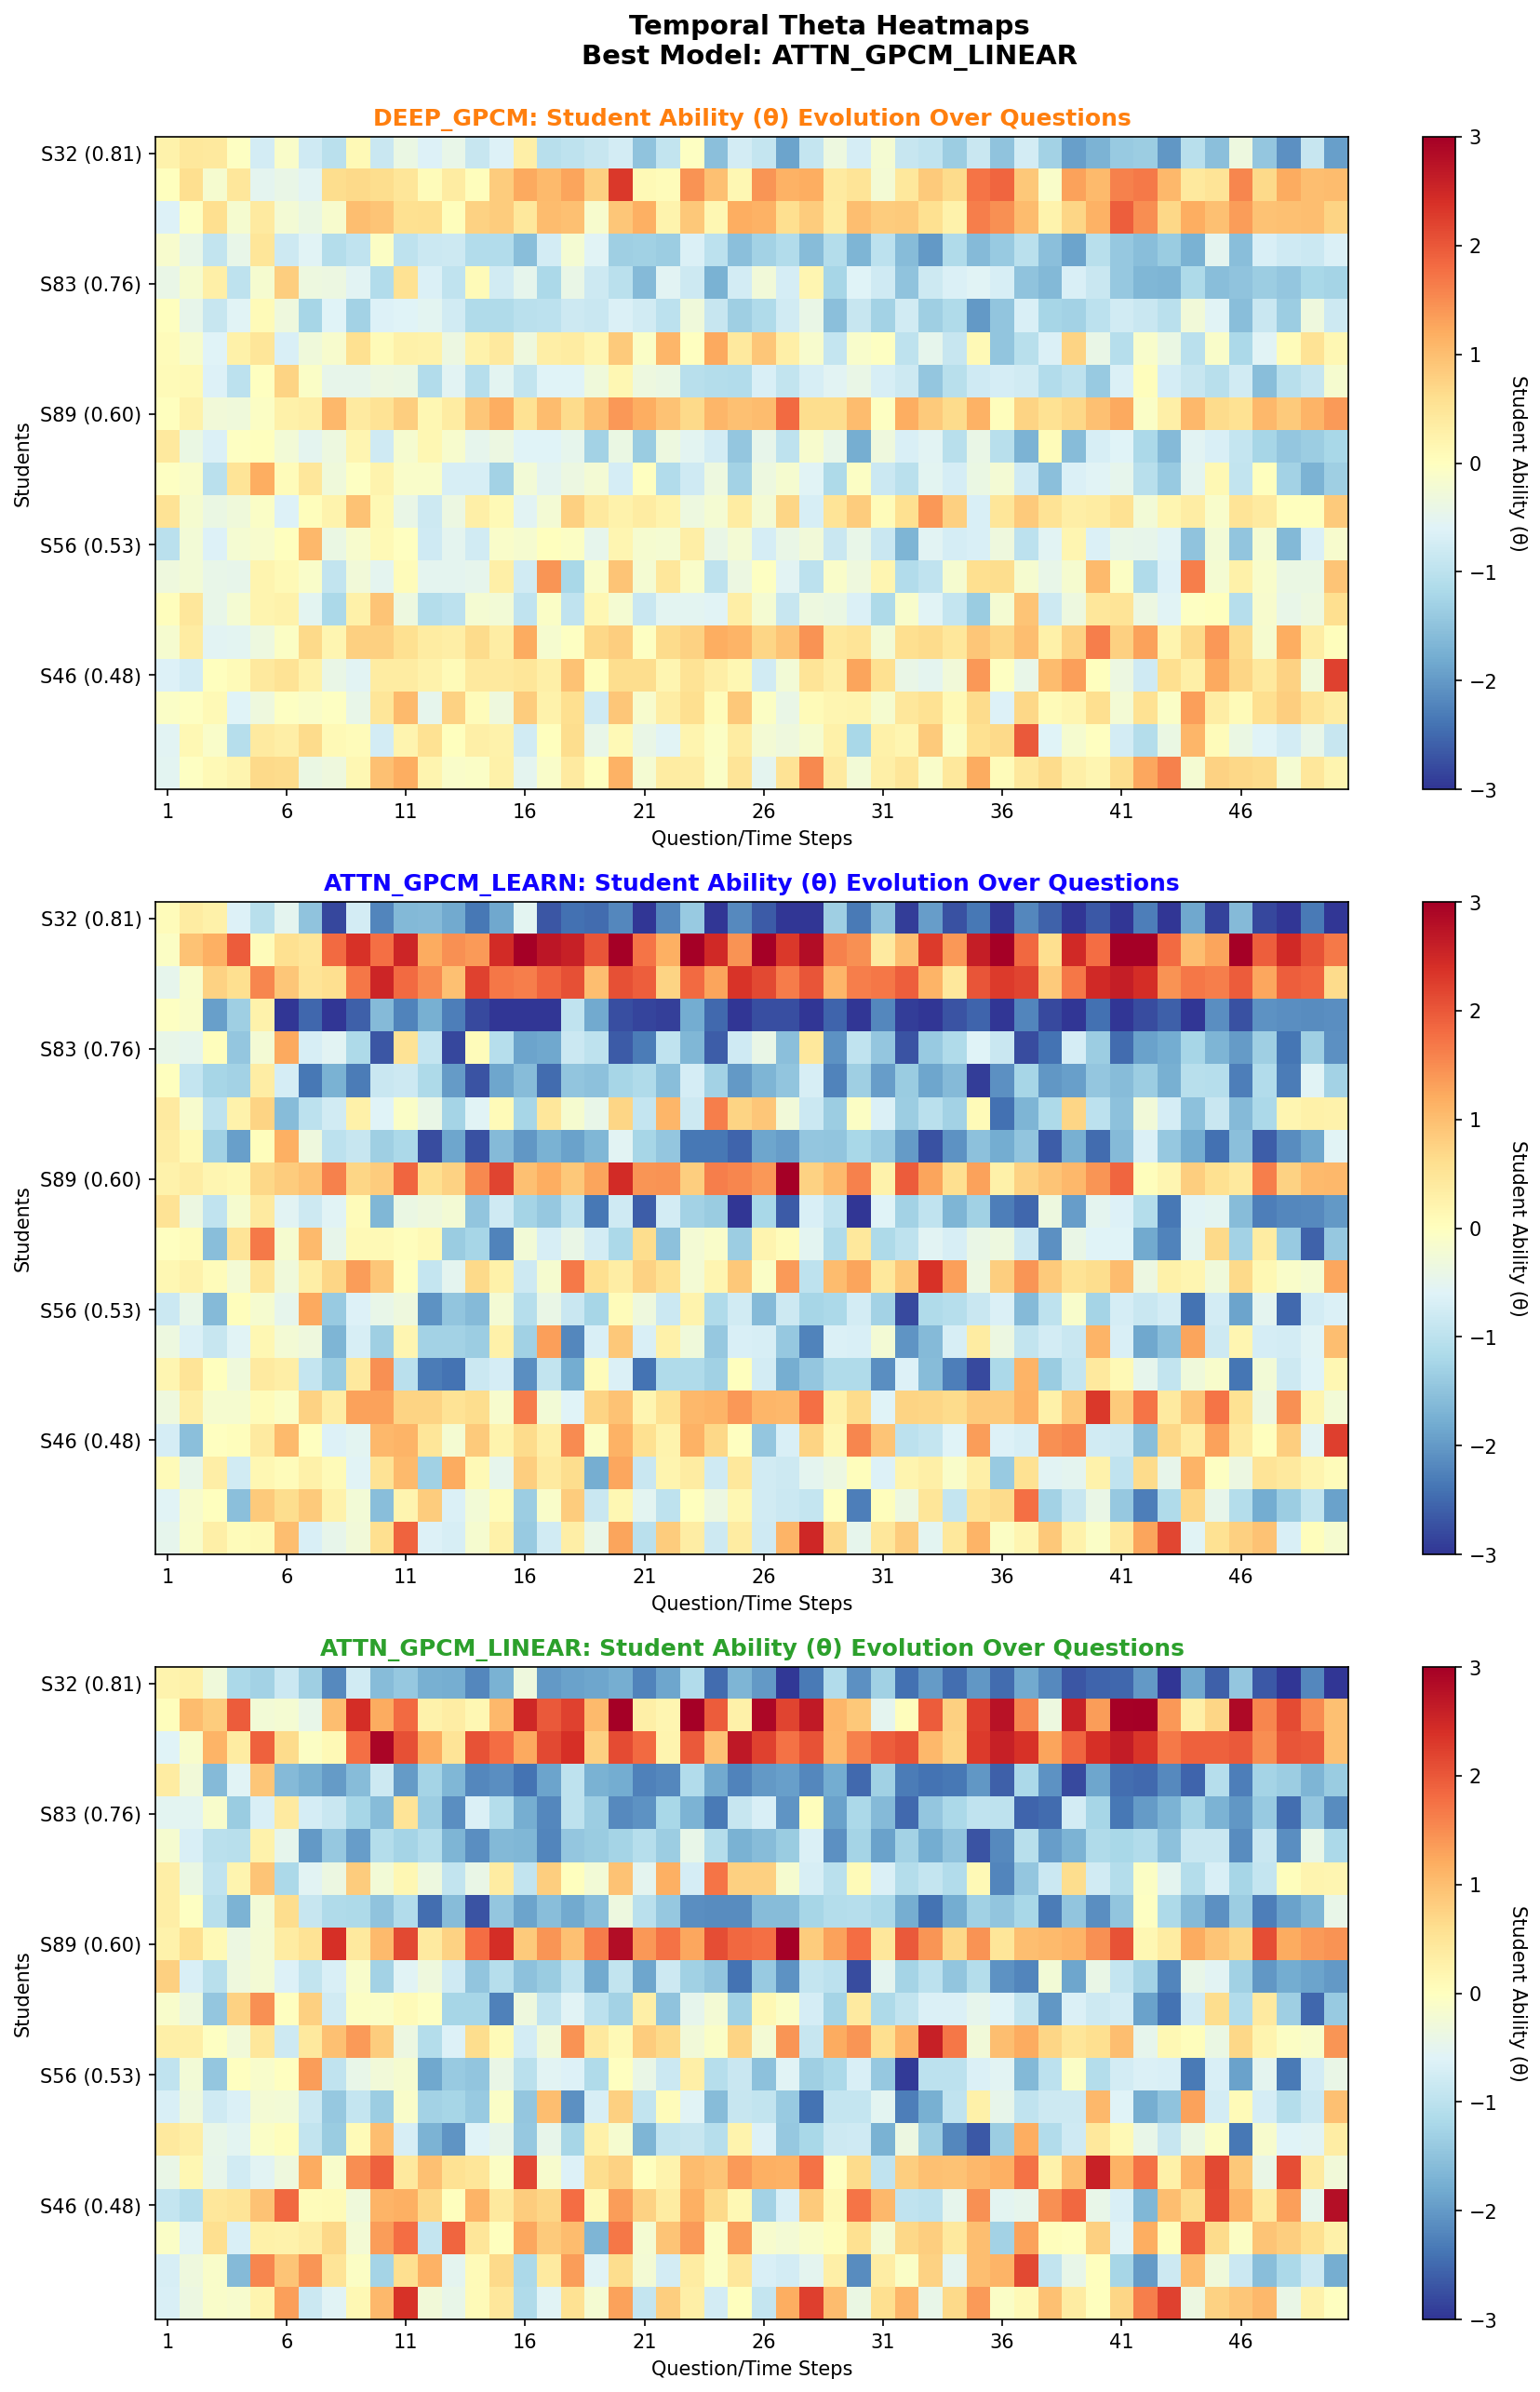 Temporal Theta Heatmaps
Best Model: ATTN_GPCM_LINEAR
DEEP_GPCM: Student Ability (θ) Evolution Over Questions
S32 (0.81)
S83 (0.76)
S89 (0.60)
S56 (0.53)
S46 (0.48)
Students
1 6 11 16 21 26 31 36 41 46
Question/Time Steps
3
2
1
0
−1
−2
−3
Student Ability (θ)
ATTN_GPCM_LEARN: Student Ability (θ) Evolution Over Questions
S32 (0.81)
S83 (0.76)
S89 (0.60)
S56 (0.53)
S46 (0.48)
Students
1 6 11 16 21 26 31 36 41 46
Question/Time Steps
3
2
1
0
−1
−2
−3
Student Ability (θ)
ATTN_GPCM_LINEAR: Student Ability (θ) Evolution Over Questions
S32 (0.81)
S83 (0.76)
S89 (0.60)
S56 (0.53)
S46 (0.48)
Students
1 6 11 16 21 26 31 36 41 46
Question/Time Steps
3
2
1
0
−1
−2
−3
Student Ability (θ)